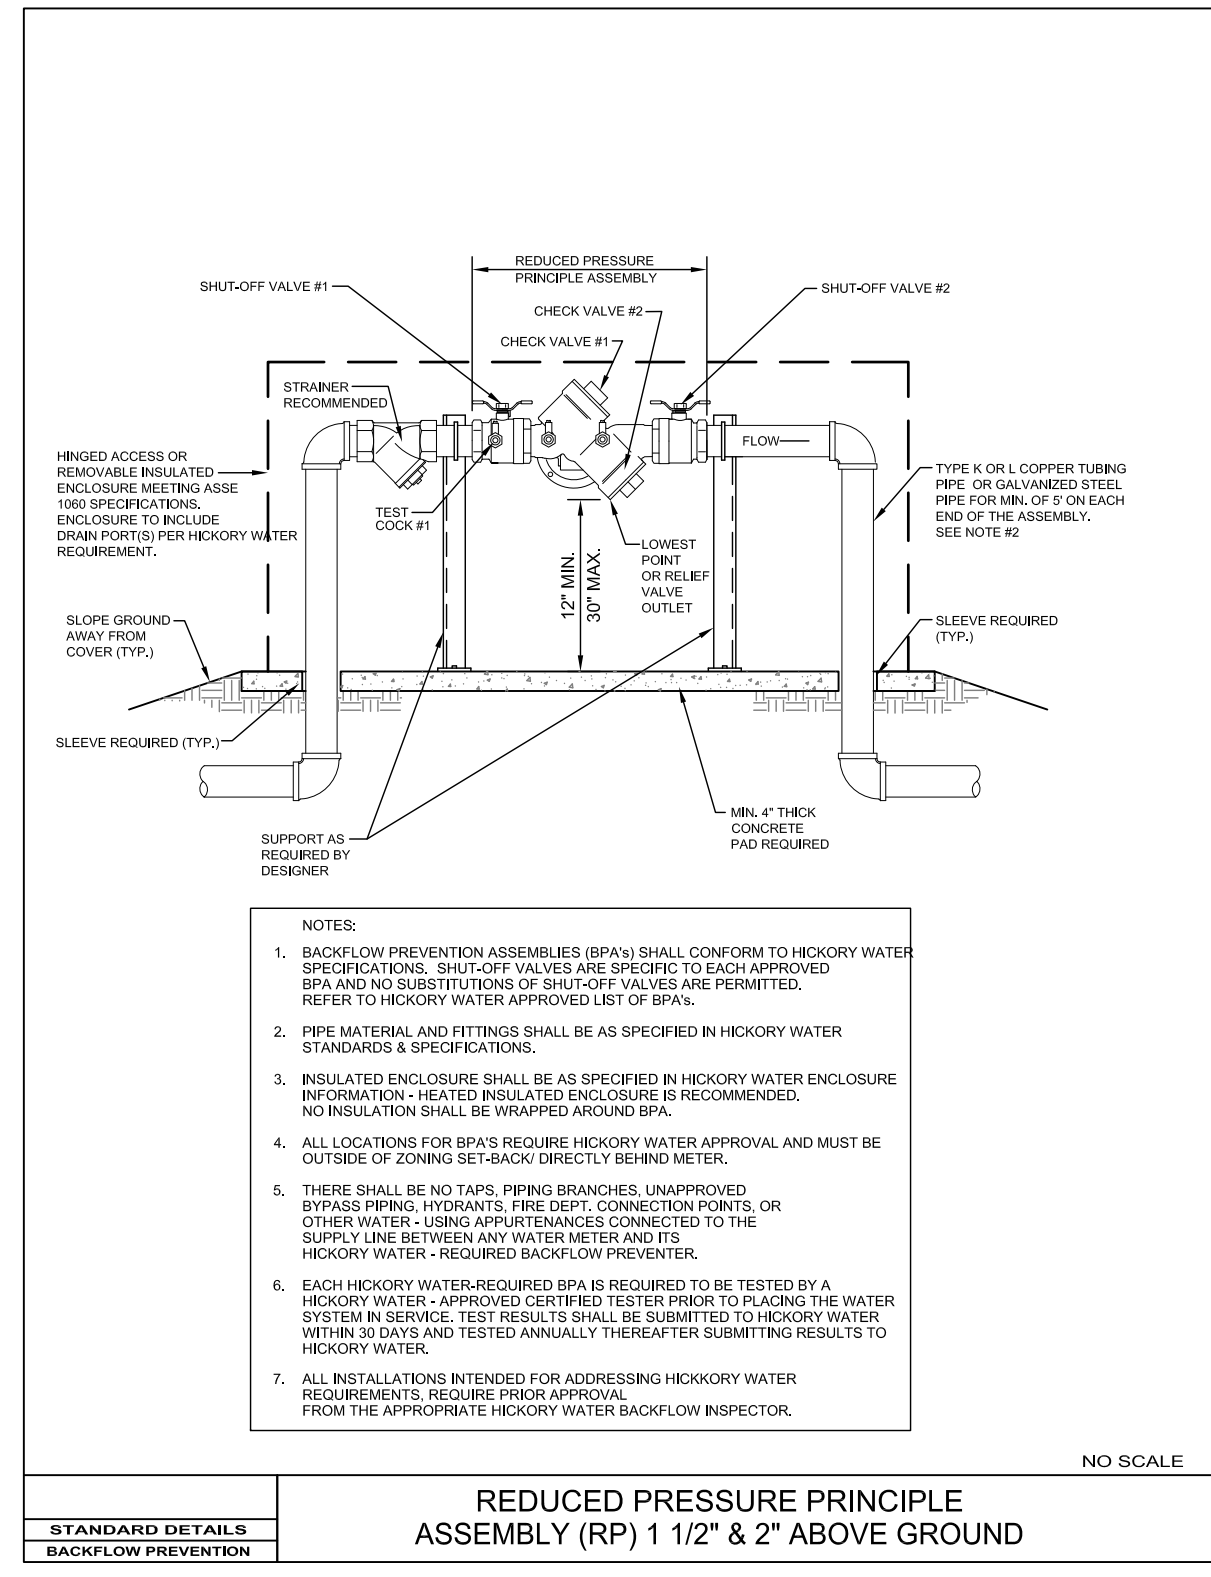 REDUCED PRESSURE
PRINCIPLE ASSEMBLY
SHUT-OFF VALVE #1
SHUT-OFF VALVE #2
CHECK VALVE #2
CHECK VALVE #1
STRAINER
RECOMMENDED
FLOW
HINGED ACCESS OR
REMOVABLE INSULATED
ENCLOSURE MEETING ASSE
1060 SPECIFICATIONS.
ENCLOSURE TO INCLUDE
DRAIN PORT(S) PER HICKORY WATER
REQUIREMENT.
TYPE K OR L COPPER TUBING
PIPE OR GALVANIZED STEEL
PIPE FOR MIN. OF 5' ON EACH
END OF THE ASSEMBLY.
SEE NOTE #2
TEST
COCK #1
12" MIN.
30" MAX.
LOWEST
POINT
OR RELIEF
VALVE
OUTLET
SLOPE GROUND
AWAY FROM
COVER (TYP.)
SLEEVE REQUIRED
(TYP.)
SLEEVE REQUIRED (TYP.)
SUPPORT AS
REQUIRED BY
DESIGNER
MIN. 4" THICK
CONCRETE
PAD REQUIRED
NOTES:
1. BACKFLOW PREVENTION ASSEMBLIES (BPA's) SHALL CONFORM TO HICKORY WATER
SPECIFICATIONS. SHUT-OFF VALVES ARE SPECIFIC TO EACH APPROVED
BPA AND NO SUBSTITUTIONS OF SHUT-OFF VALVES ARE PERMITTED.
REFER TO HICKORY WATER APPROVED LIST OF BPA's.
2. PIPE MATERIAL AND FITTINGS SHALL BE AS SPECIFIED IN HICKORY WATER
STANDARDS & SPECIFICATIONS.
3. INSULATED ENCLOSURE SHALL BE AS SPECIFIED IN HICKORY WATER ENCLOSURE
INFORMATION - HEATED INSULATED ENCLOSURE IS RECOMMENDED.
NO INSULATION SHALL BE WRAPPED AROUND BPA.
4. ALL LOCATIONS FOR BPA'S REQUIRE HICKORY WATER APPROVAL AND MUST BE
OUTSIDE OF ZONING SET-BACK/ DIRECTLY BEHIND METER.
5. THERE SHALL BE NO TAPS, PIPING BRANCHES, UNAPPROVED
BYPASS PIPING, HYDRANTS, FIRE DEPT. CONNECTION POINTS, OR
OTHER WATER - USING APPURTENANCES CONNECTED TO THE
SUPPLY LINE BETWEEN ANY WATER METER AND ITS
HICKORY WATER - REQUIRED BACKFLOW PREVENTER.
6. EACH HICKORY WATER-REQUIRED BPA IS REQUIRED TO BE TESTED BY A
HICKORY WATER - APPROVED CERTIFIED TESTER PRIOR TO PLACING THE WATER
SYSTEM IN SERVICE. TEST RESULTS SHALL BE SUBMITTED TO HICKORY WATER
WITHIN 30 DAYS AND TESTED ANNUALLY THEREAFTER SUBMITTING RESULTS TO
HICKORY WATER.
7. ALL INSTALLATIONS INTENDED FOR ADDRESSING HICKKORY WATER
REQUIREMENTS, REQUIRE PRIOR APPROVAL
FROM THE APPROPRIATE HICKORY WATER BACKFLOW INSPECTOR.
NO SCALE
STANDARD DETAILS
BACKFLOW PREVENTION
REDUCED PRESSURE PRINCIPLE
ASSEMBLY (RP) 1 1/2" & 2" ABOVE GROUND